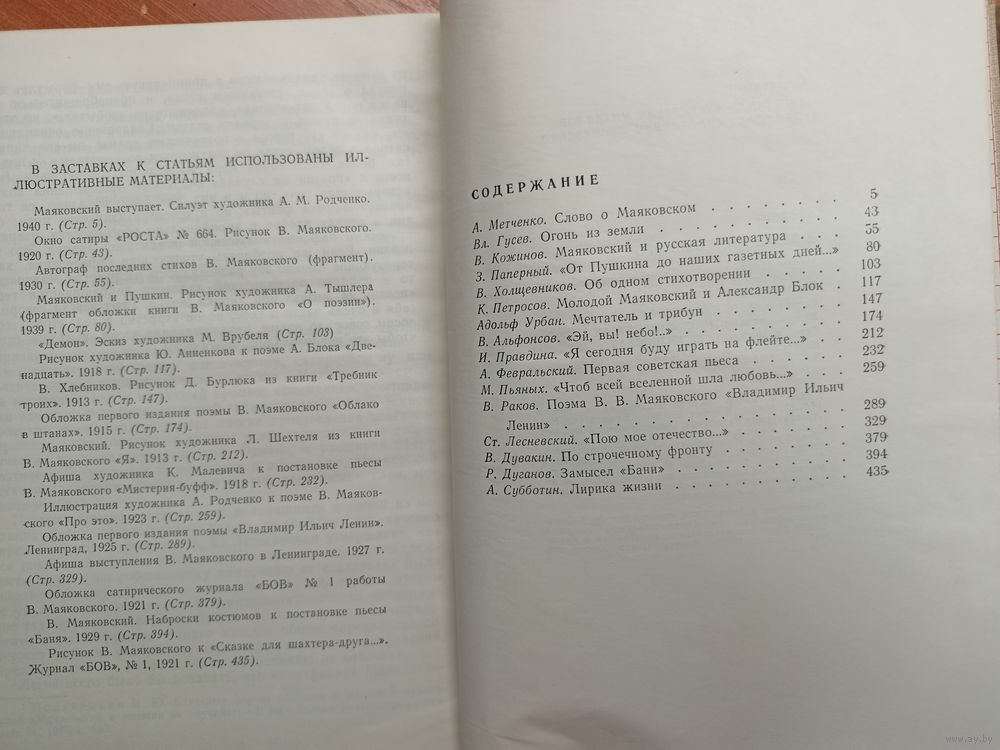 В ЗАСТАВКАХ К СТАТЬЯМ ИСПОЛЬЗОВАНЫ ИЛ-
ЛЮСТРАТИВНЫЕ МАТЕРИАЛЫ:
Маяковский выступает. Силуэт художника А. М. Родченко.
1940 г. (Стр. 5).
Окно сатиры «РОСТА» № 664. Рисунок В. Маяковского.
1920 г. (Стр. 43).
Автограф последних стихов В. Маяковского (фрагмент).
1930 г. (Стр. 55).
Маяковский и Пушкин. Рисунок художника А. Тышлера
(фрагмент обложки книги В. Маяковского «О поэзии»).
1939 г. (Стр. 80).
«Демон». Эскиз художника М. Врубеля (Стр. 103)
Рисунок художника Ю. Анненкова к поэме А. Блока «Две-
надцать». 1918 г. (Стр. 117).
В. Хлебников. Рисунок Д. Бурлюка из книги «Требник
троих». 1913 г. (Стр. 147).
Обложка первого издания поэмы В. Маяковского «Облако
в штанах». 1915 г. (Стр. 174).
Маяковский. Рисунок художника Л. Шехтеля из книги
В. Маяковского «Я». 1913 г. (Стр. 212).
Афиша художника К. Малевича к постановке пьесы
В. Маяковского «Мистерия-буфф». 1918 г. (Стр. 232).
Иллюстрация художника А. Родченко к поэме В. Маяков-
ского «Про это». 1923 г. (Стр. 259).
Обложка первого издания поэмы «Владимир Ильич Ленин».
Ленинград, 1925 г. (Стр. 289).
Афиша выступления В. Маяковского в Ленинграде. 1927 г.
(Стр. 329).
Обложка сатирического журнала «БОВ» № 1 работы
В. Маяковского. 1921 г. (Стр. 379).
В. Маяковский. Наброски костюмов к постановке пьесы
«Баня». 1929 г. (Стр. 394).
Рисунок В. Маяковского к «Сказке для шахтера-друга...».
Журнал «БОВ», № 1, 1921 г. (Стр. 435).
СОДЕРЖАНИЕ
А. Метченко. Слово о Маяковском . . . . . . . 5
Вл. Гусев. Огонь из земли . . . . . . . . 43
В. Кожинов. Маяковский и русская литература . . . 55
З. Паперный. «От Пушкина до наших газетных дней...» 80
В. Холщевников. Об одном стихотворении . . . . . 103
К. Петросов. Молодой Маяковский и Александр Блок . 117
Адольф Урбан. Мечтатель и трибун . . . . . . 147
В. Альфонсов. «Эй, вы! небо!..» . . . . . . . 174
И. Правдина. «Я сегодня буду играть на флейте...» . . 212
А. Февральский. Первая советская пьеса . . . . . 232
М. Пьяных. «Чтоб всей вселенной шла любовь...» . . 259
В. Раков. Поэма В. В. Маяковского «Владимир Ильич
Ленин» . . . . . . . . . . . . 289
Ст. Лесневский. «Пою мое отечество...» . . . . . 329
В. Дувакин. По строчечному фронту . . . . . . 379
Р. Дуганов. Замысел «Бани» . . . . . . . . 394
А. Субботин. Лирика жизни . . . . . . . . 435
www.ay.by